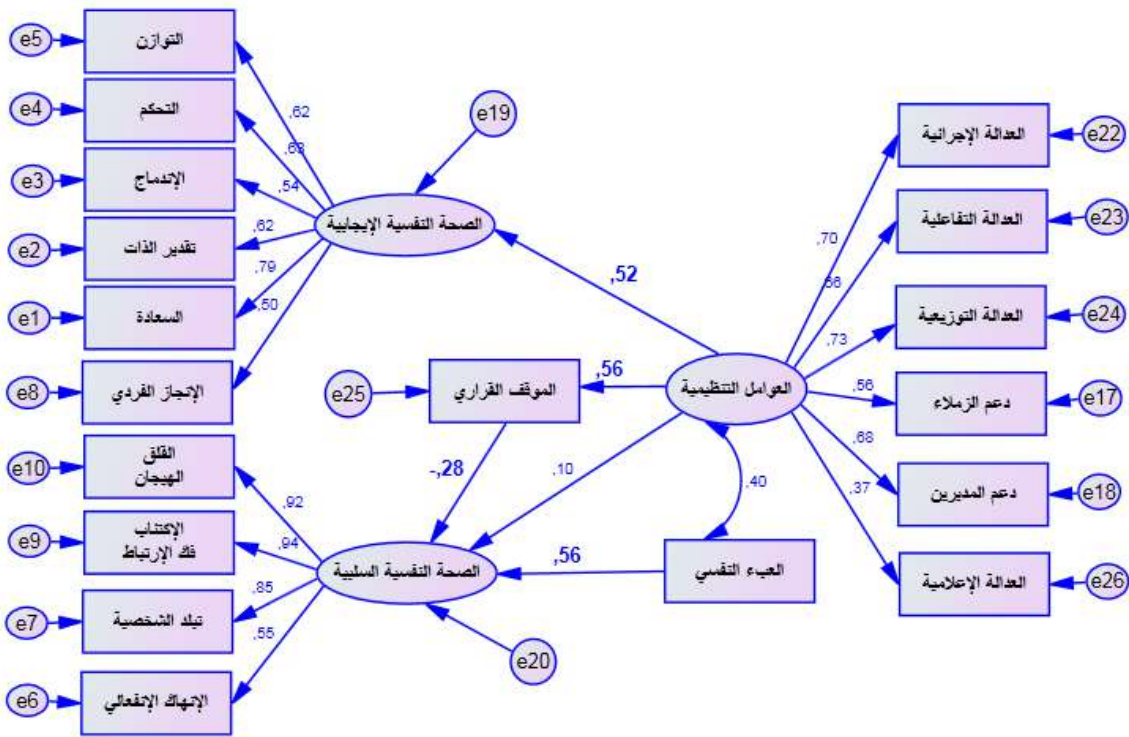 e5
التوازن
e4
التحكم
e3
الإندماج
e2
تقدير الذات
e1
السعادة
e8
الإنجاز الفردي
e10
القلق
الهيجان
e9
الإكتئاب
فك الإرتباط
e7
تبلد الشخصية
e6
الإنهاك الإنفعالي
,62
,63
,54
,62
,79
,50
e19
الصحة النفسية الإيجابية
,52
e25
الموقف القراري
,56
-,28
,10
,40
,92
,94
,85
,55
الصحة النفسية السلبية
,56
العبء النفسي
e20
العوامل التنظيمية
,70
,66
,73
,56
,68
,37
العدالة الإجرائية
e22
العدالة التفاعلية
e23
العدالة التوزيعية
e24
دعم الزملاء
e17
دعم المديرين
e18
العدالة الإعلامية
e26